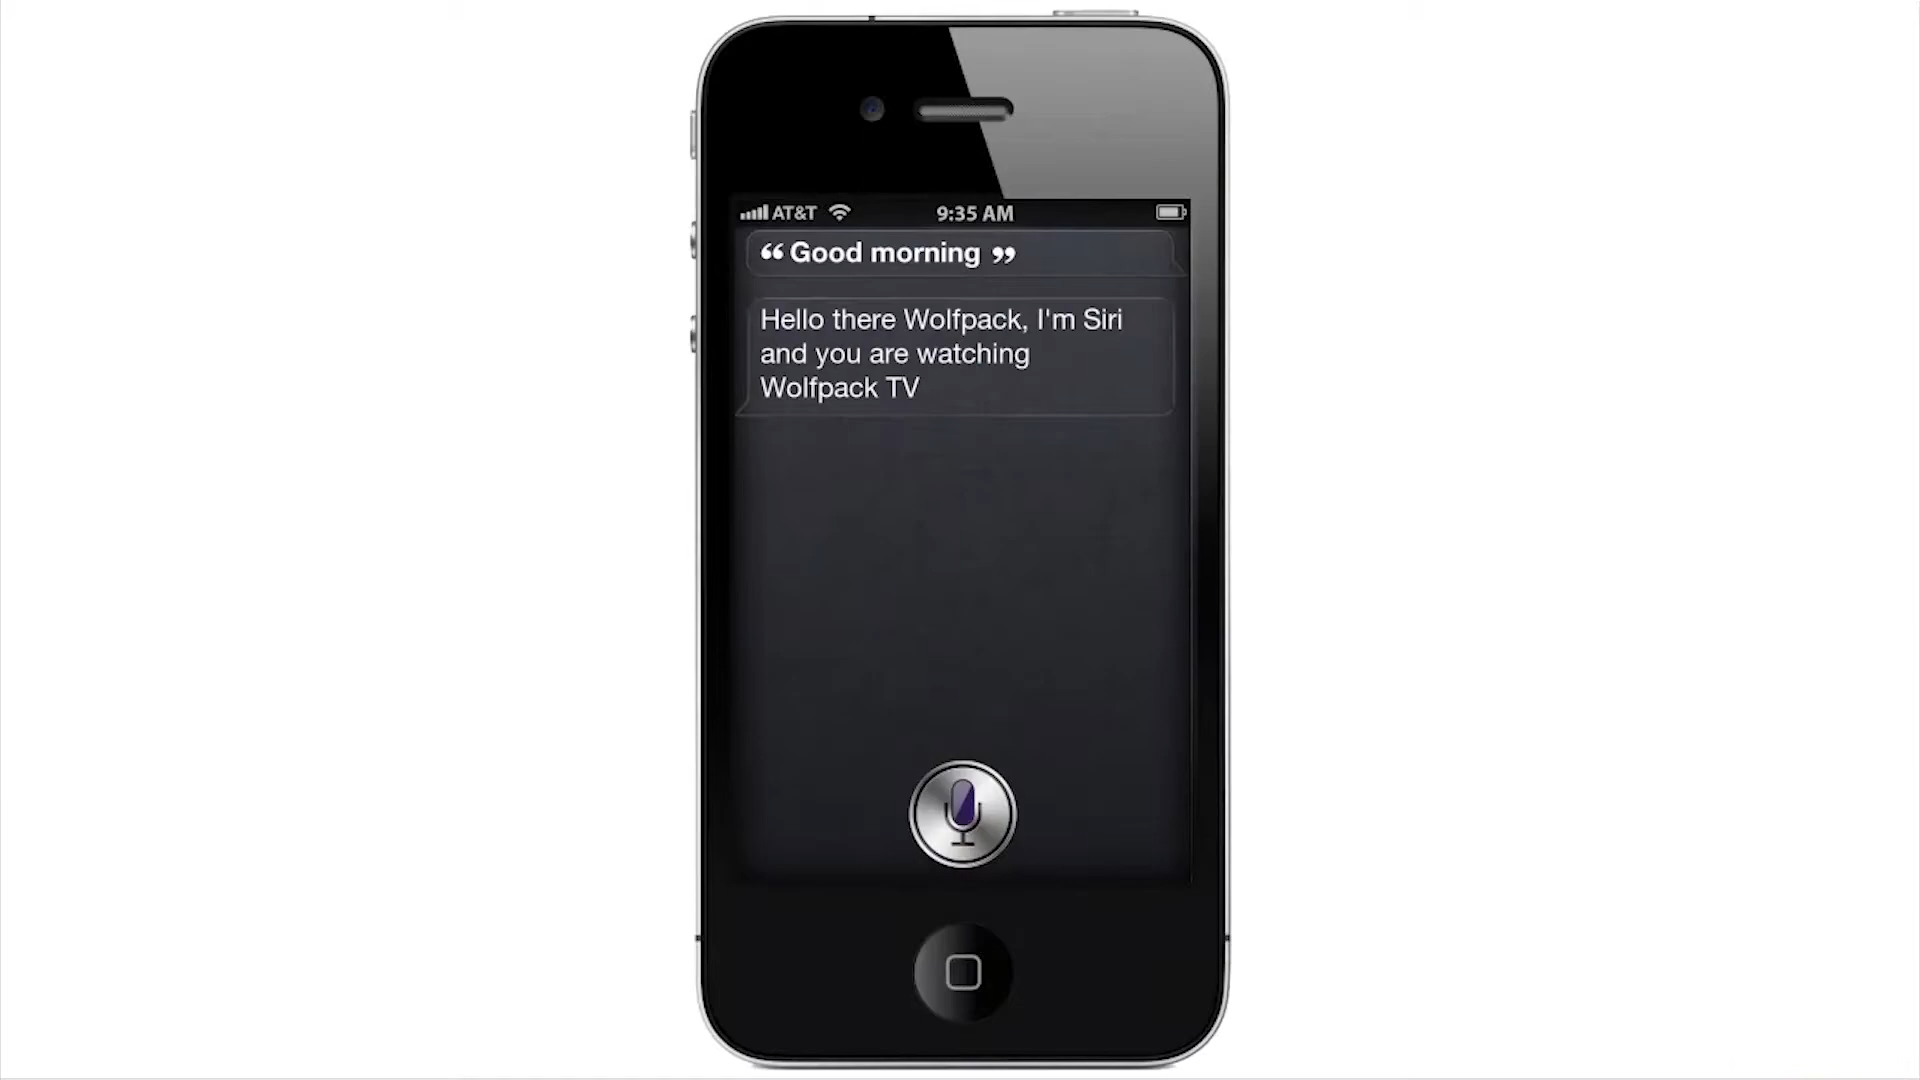 AT&T 9:35 AM
“ Good morning ”
Hello there Wolfpack, I'm Siri
and you are watching
Wolfpack TV